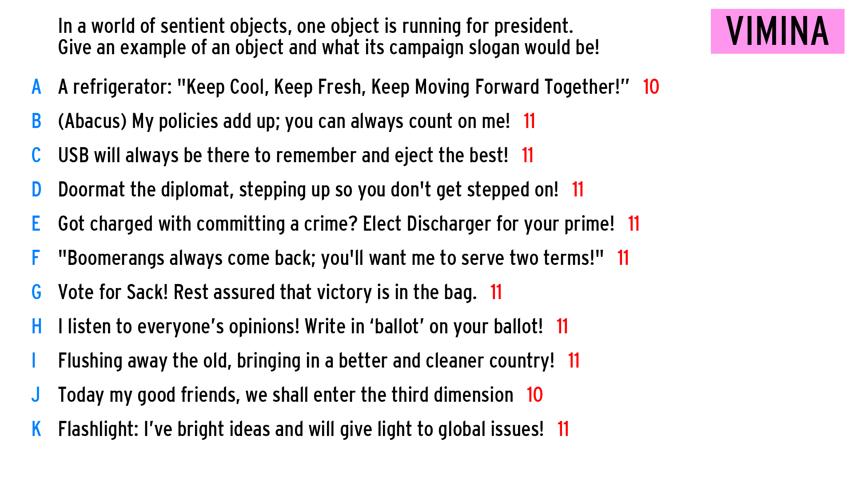 In a world of sentient objects, one object is running for president.
Give an example of an object and what its campaign slogan would be!
VIMINA
A A refrigerator: "Keep Cool, Keep Fresh, Keep Moving Forward Together!” 10
B (Abacus) My policies add up; you can always count on me! 11
C USB will always be there to remember and eject the best! 11
D Doormat the diplomat, stepping up so you don't get stepped on! 11
E Got charged with committing a crime? Elect Discharger for your prime! 11
F "Boomerangs always come back; you'll want me to serve two terms!" 11
G Vote for Sack! Rest assured that victory is in the bag. 11
H I listen to everyone’s opinions! Write in ‘ballot’ on your ballot! 11
I Flushing away the old, bringing in a better and cleaner country! 11
J Today my good friends, we shall enter the third dimension 10
K Flashlight: I’ve bright ideas and will give light to global issues! 11